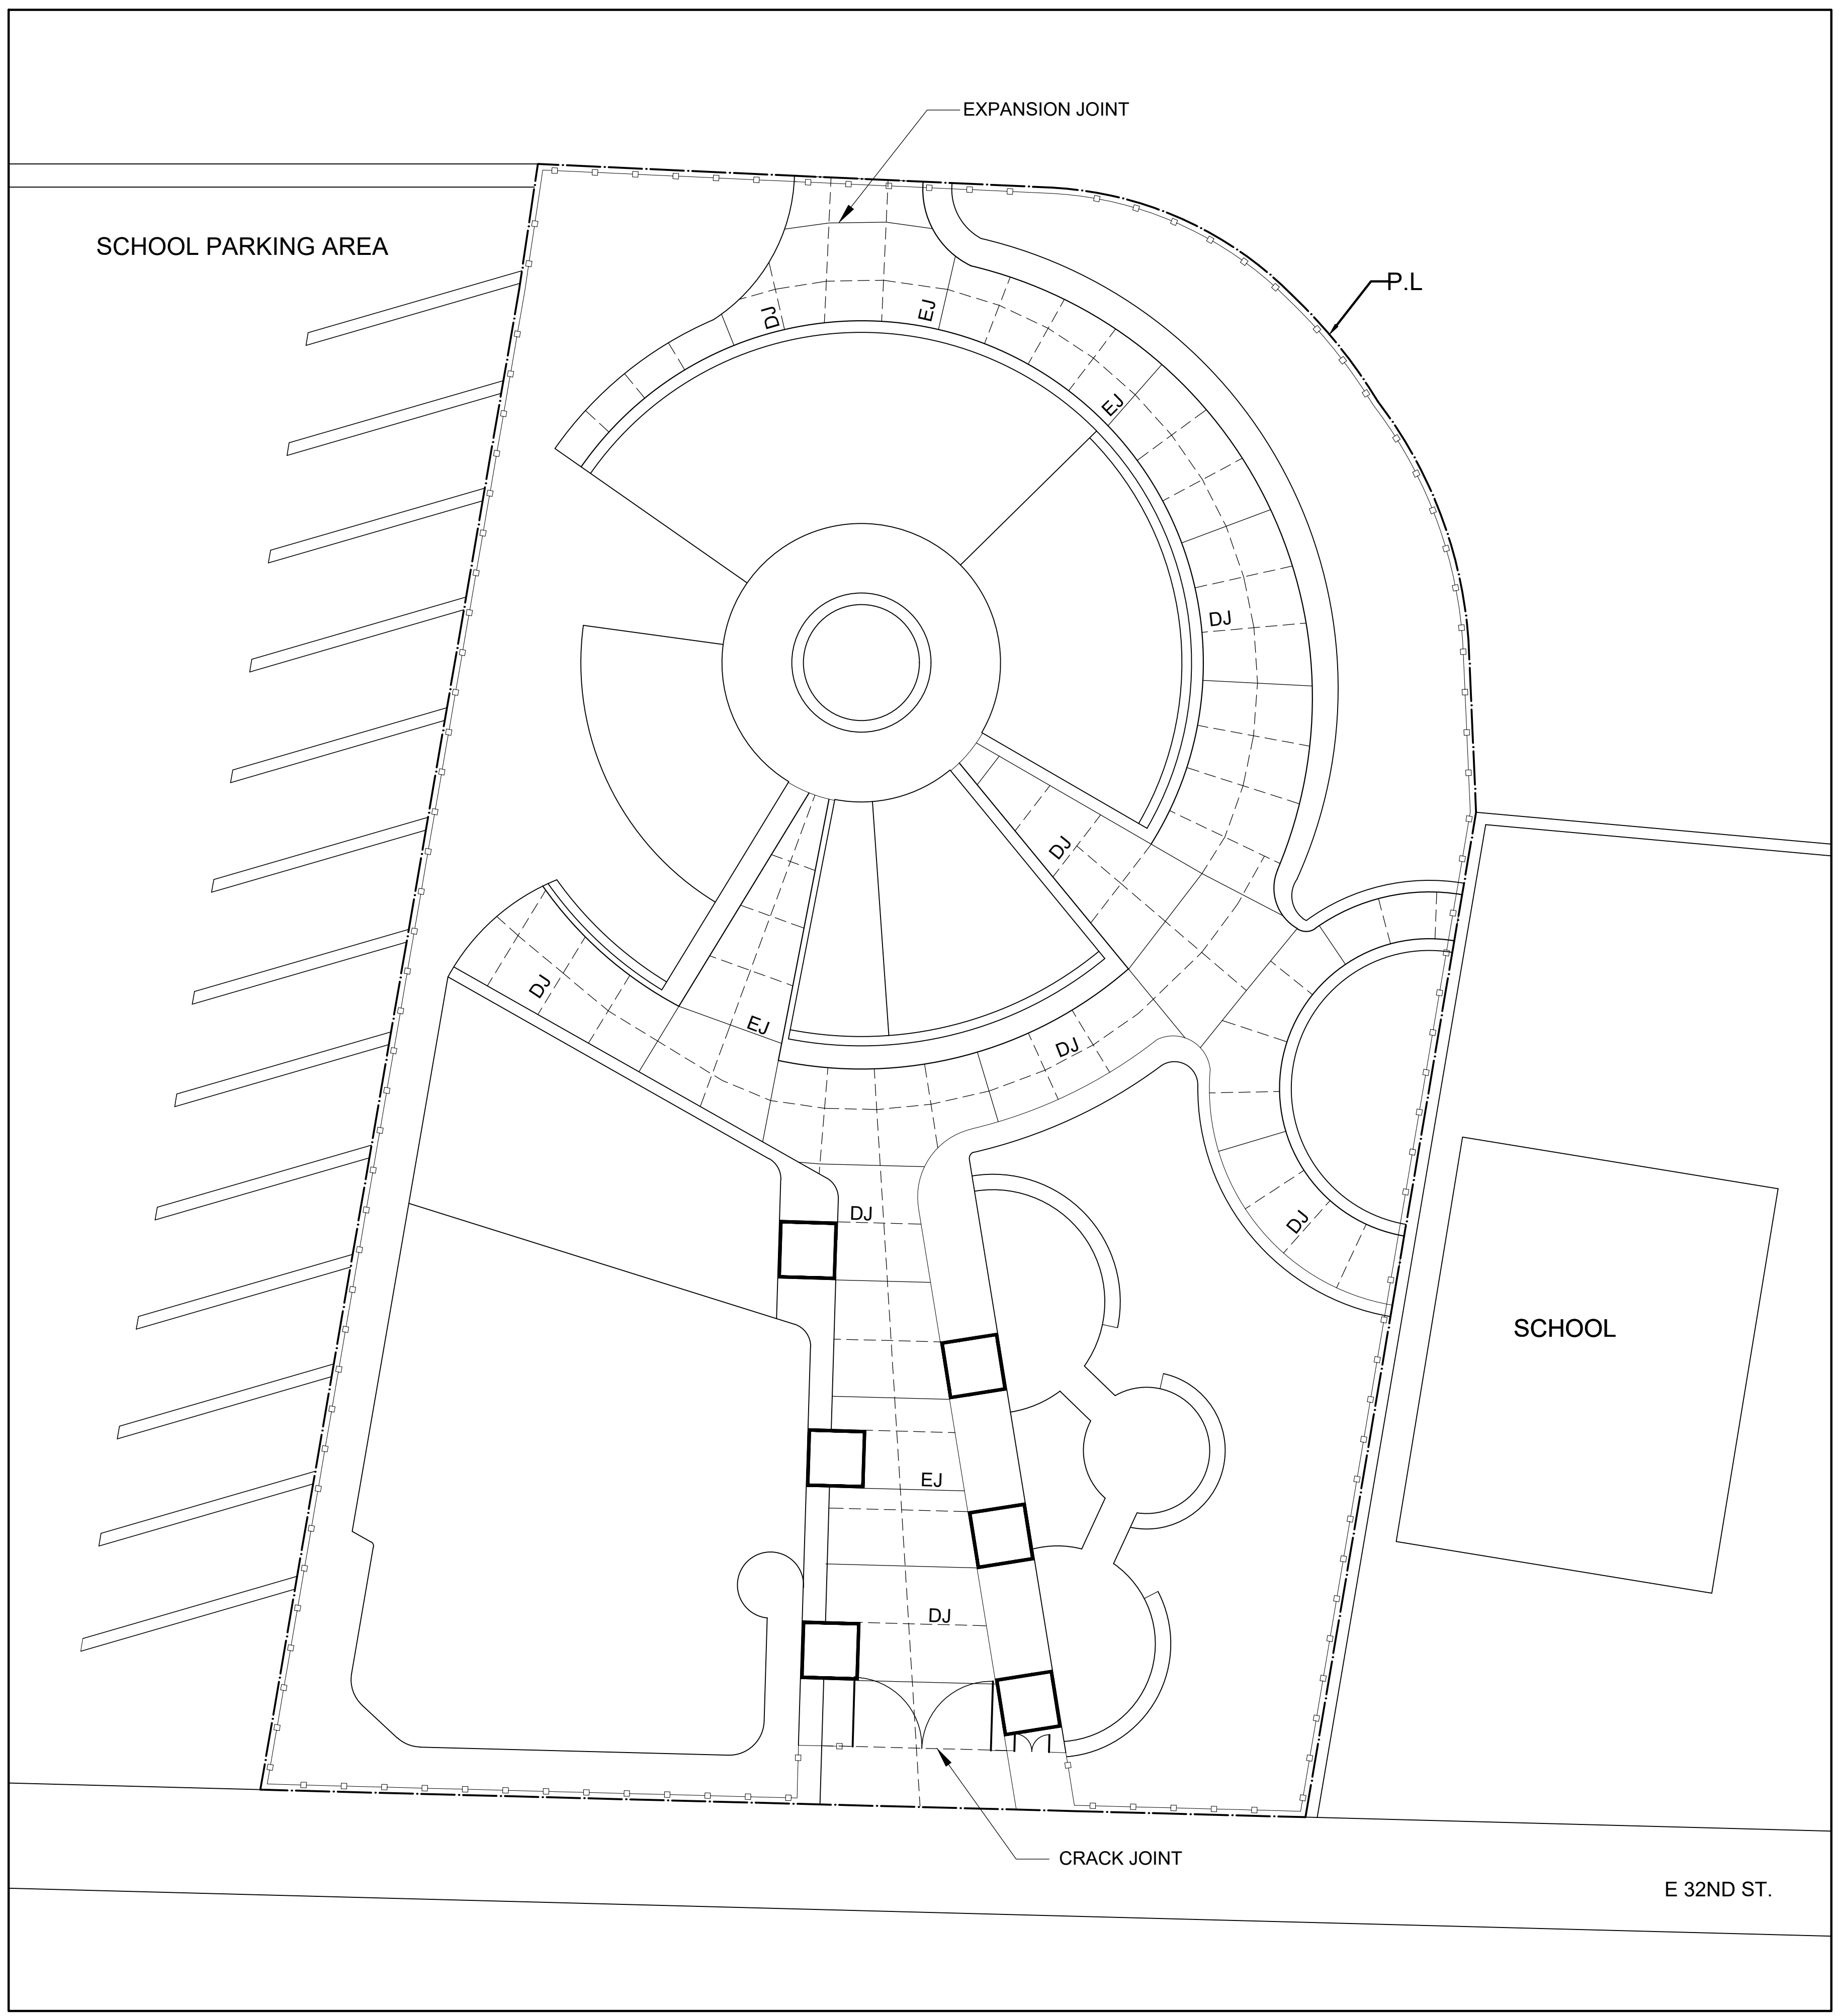 EXPANSION JOINT
SCHOOL PARKING AREA
P.L
DJ
EJ
EJ
DJ
DJ
DJ
EJ
DJ
DJ
DJ
SCHOOL
EJ
DJ
CRACK JOINT
E 32ND ST.